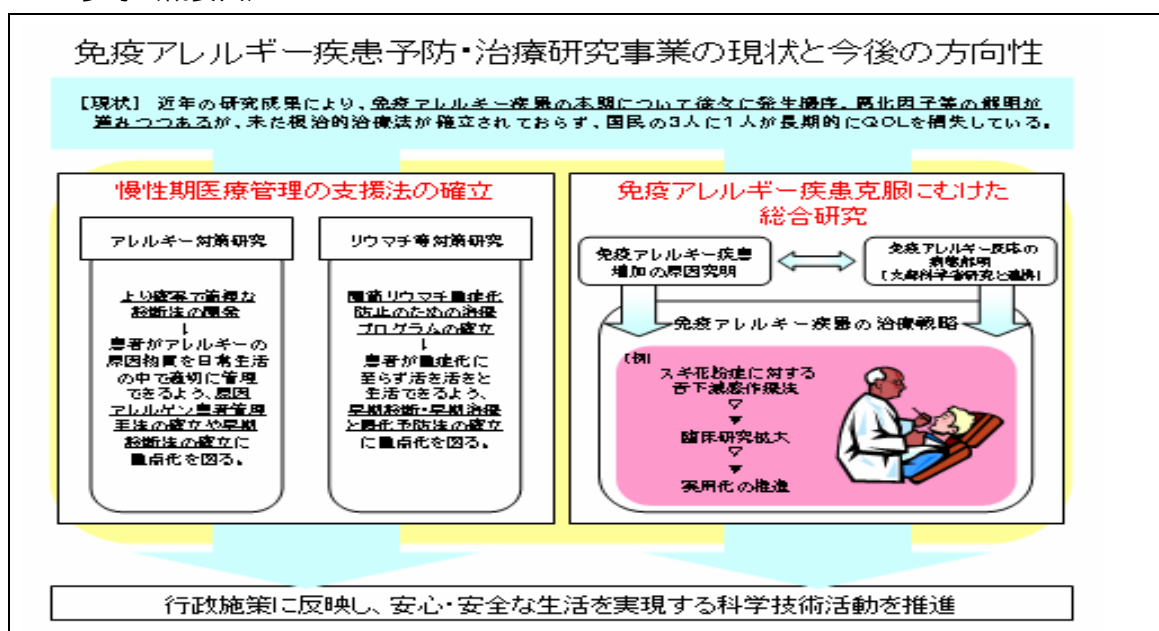 免疫アレルギー疾患予防・治療研究事業の現状と今後の方向性
【現状】 近年の研究成果により、免疫アレルギー疾患の本態について徐々に発生機序、悪化因子等の解明が
進みつつあるが、未だ根治的治療法が確立されておらず、国民の3人に1人が長期的にQOLを損失している。
慢性期医療管理の支援法の確立
アレルギー対策研究
より確実で簡便な
診断法の開発
↓
患者がアレルギーの
原因物質を日常生活
の中で適切に管理
できるよう、原因
アレルゲン患者管理
手法の確立や早期
診断法の確立に
重点化を図る。
リウマチ等対策研究
関節リウマチ重症化
防止のための治療
プログラムの確立
↓
患者が重症化に
至らず活き活きと
生活できるよう、
早期診断・早期治療
と悪化予防法の確立
に重点化を図る。
免疫アレルギー疾患克服にむけた
総合研究
免疫アレルギー疾患
増加の原因究明
免疫アレルギー反応の
病態解明
【文部科学省研究と連携】
免疫アレルギー疾患の治療戦略
【例】
スギ花粉症に対する
舌下減感作療法
▽
▼
臨床研究拡大
▽
▼
実用化の推進
行政施策に反映し、安心・安全な生活を実現する科学技術活動を推進